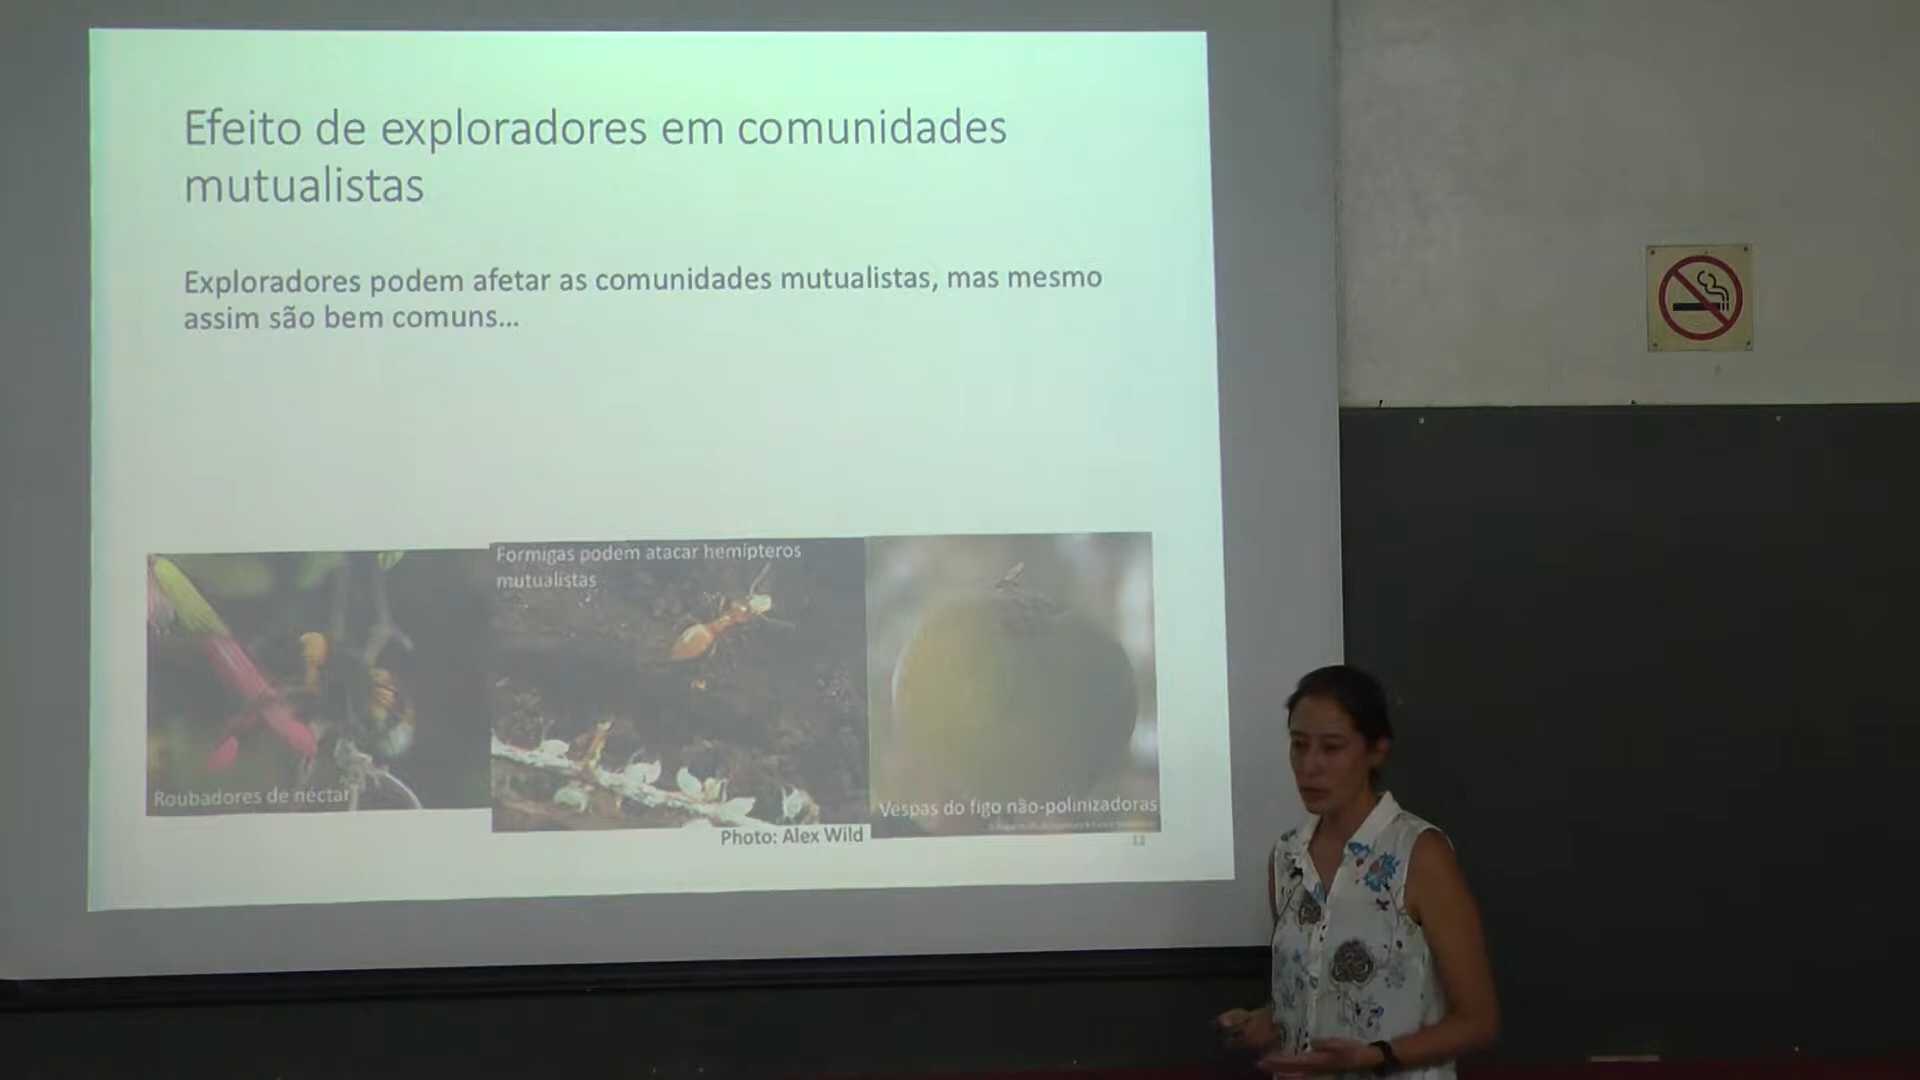 Efeito de exploradores em comunidades
mutualistas
Exploradores podem afetar as comunidades mutualistas, mas mesmo
assim são bem comuns...
Formigas podem atacar hemípteros
mutualistas
Roubadores de néctar
Vespas do figo não-polinizadoras
Photo: Alex Wild